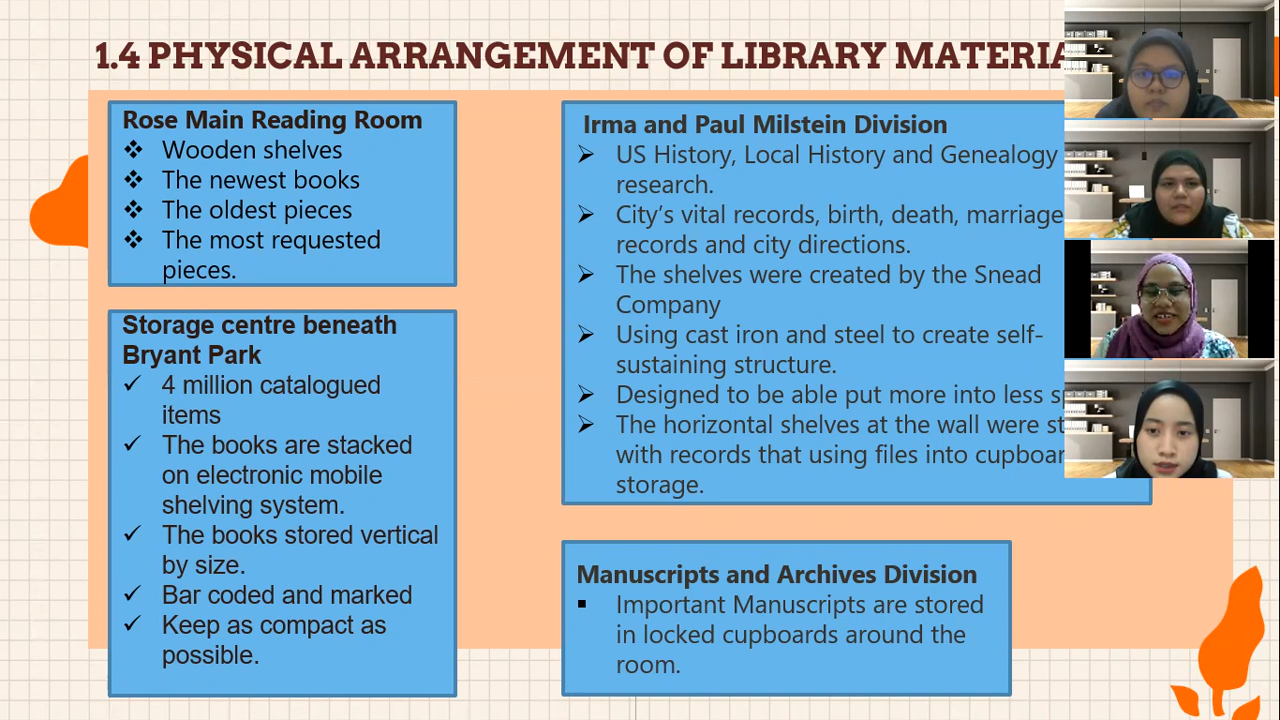 1.4 PHYSICAL ARRANGEMENT OF LIBRARY
Rose Main Reading Room
❖ Wooden shelves
❖ The newest books
❖ The oldest pieces
❖ The most requested
pieces.
Storage centre beneath
Bryant Park
✓ 4 million catalogued
items
✓ The books are stacked
on electronic mobile
shelving system.
✓ The books stored vertical
by size.
✓ Bar coded and marked
✓ Keep as compact as
possible.
Irma and Paul Milstein Division
➢ US History, Local History and Genealogy
research.
➢ City’s vital records, birth, death, marriage
records and city directions.
➢ The shelves were created by the Snead
Company
➢ Using cast iron and steel to create self-
sustaining structure.
➢ Designed to be able put more into less
➢ The horizontal shelves at the wall were
with records that using files into
storage.
Manuscripts and Archives Division
▪ Important Manuscripts are stored
in locked cupboards around the
room.